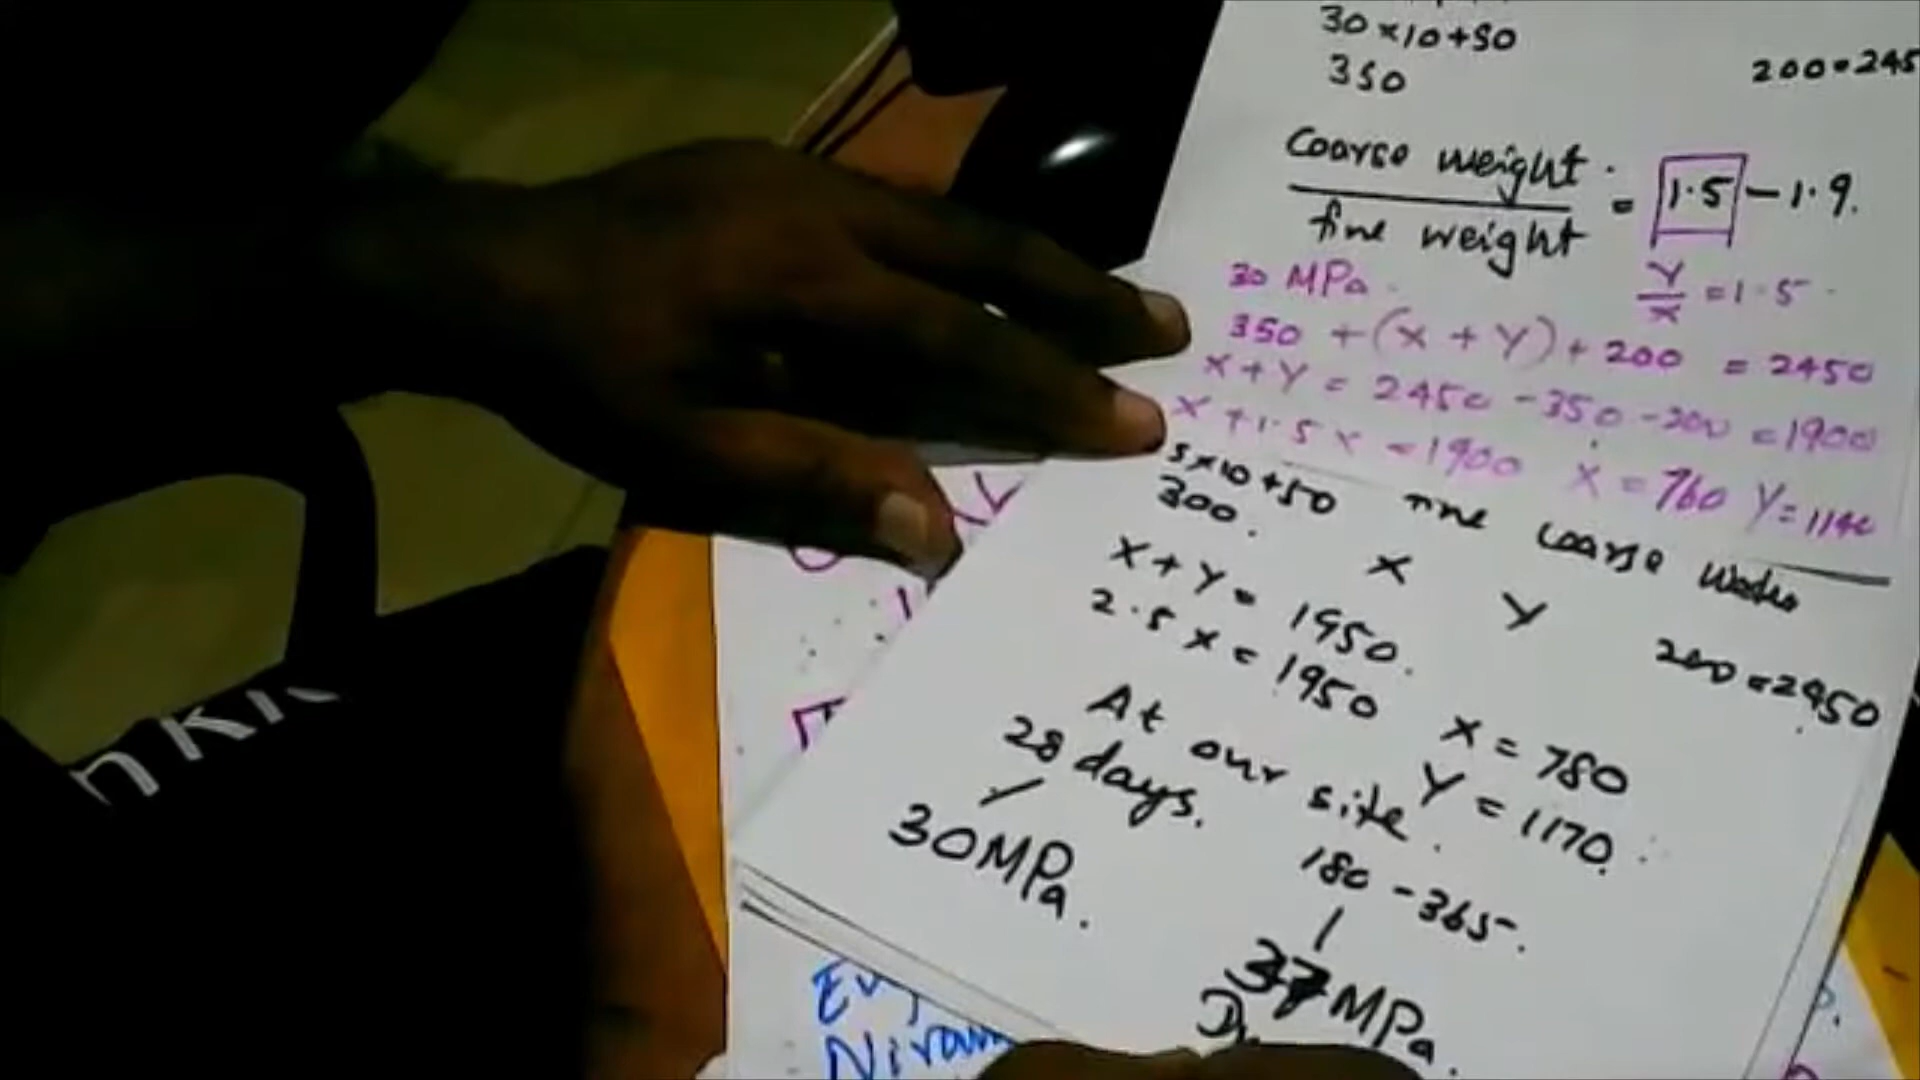 30 × 10 + 50
350
200 = 245
Coarse weight
fine weight
= 1.5 - 1.9.
30 MPa.
Y
X
= 1.5
350 + (X + Y) + 200 = 2450
X + Y = 2450 - 350 - 200 = 1900
X + 1.5 X = 1900 X = 760 Y = 1140
5×10+50 fine coarse Water
300. X Y 200 = 2450
X + Y = 1950.
2.5 X = 1950 X = 780
Y = 1170.
At our site.
28 days. 180 - 365.
30MPa. 37MPa.
Niram